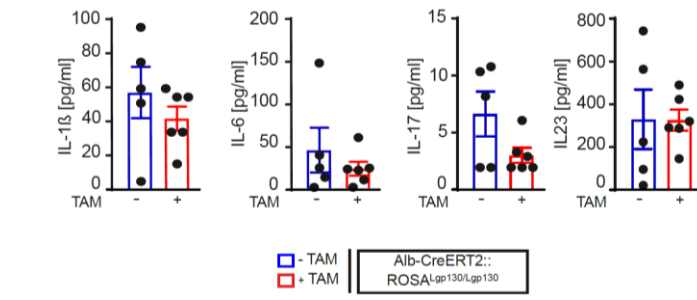 IL-1ß [pg/ml]
100
80
60
40
20
0
TAM - +
IL-6 [pg/ml]
200
150
100
50
0
TAM - +
IL-17 [pg/ml]
15
10
5
0
TAM - +
IL23 [pg/ml]
800
600
400
200
0
TAM - +
- TAM
+ TAM
Alb-CreERT2::
ROSALgp130/Lgp130